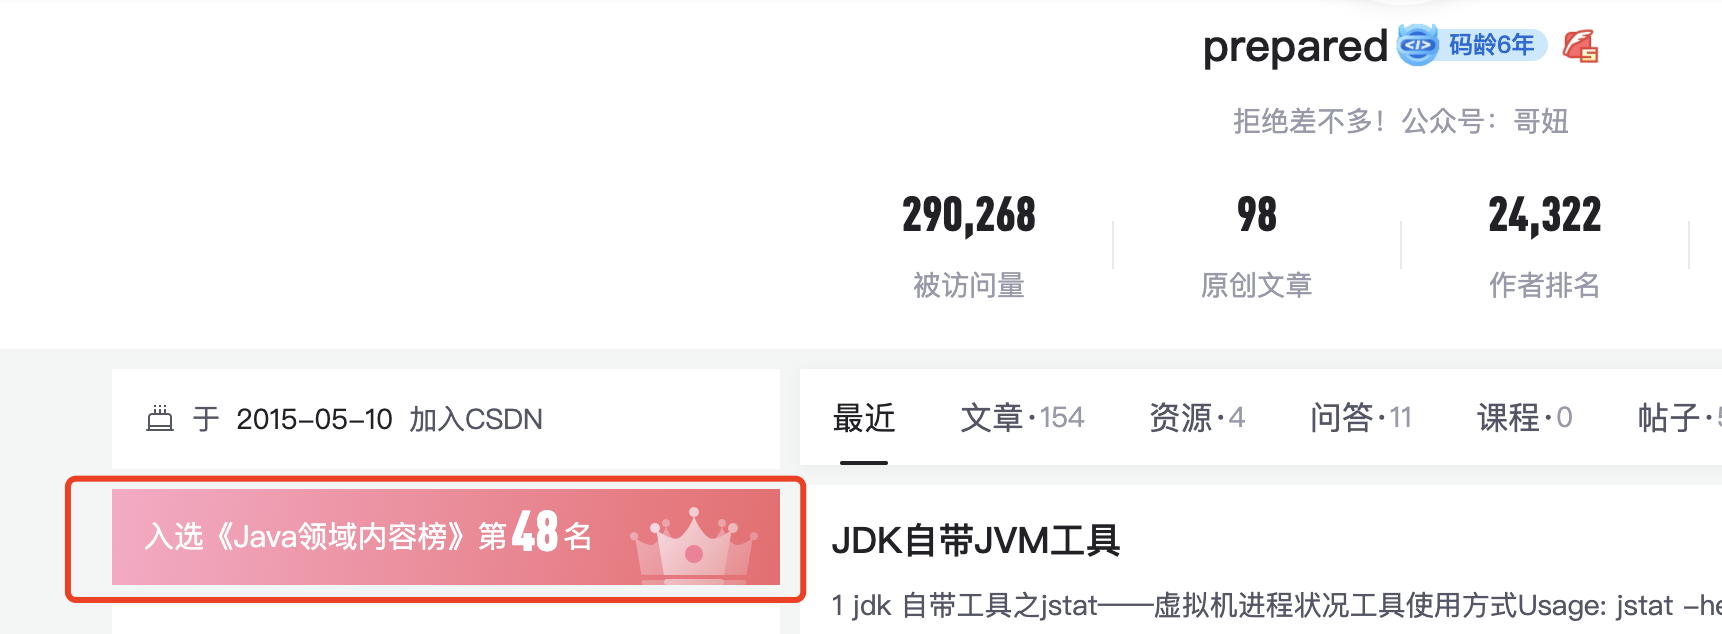 prepared 码龄6年
拒绝差不多！公众号：哥妞
290,268 98 24,322
被访问量 原创文章 作者排名
于 2015-05-10 加入CSDN
入选《Java领域内容榜》第48名
最近 文章·154 资源·4 问答·11 课程·0 帖子·
JDK自带JVM工具
1 jdk 自带工具之jstat——虚拟机进程状况工具使用方式Usage: jstat -he